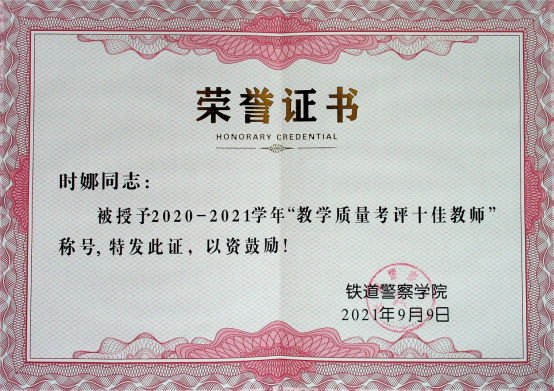 荣誉证书
HONORARY CREDENTIAL
时娜同志：
被授予2020-2021学年“教学质量考评十佳教师”
称号，特发此证，以资鼓励！
铁道警察学院
2021年9月9日